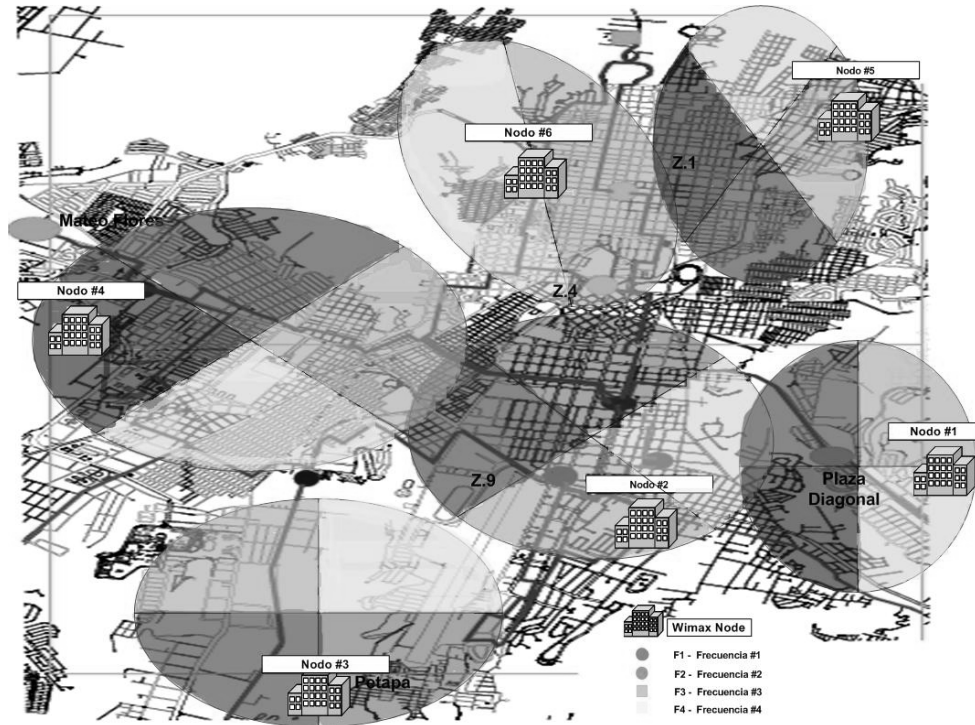 Nodo #5
Nodo #6
Z.1
Mateo Flores
Nodo #4
Z.4
Nodo #1
Plaza
Diagonal
Z.9
Nodo #2
Wimax Node
F1 - Frecuencia #1
Nodo #3
Petapa
F2 - Frecuencia #2
F3 - Frecuencia #3
F4 - Frecuencia #4